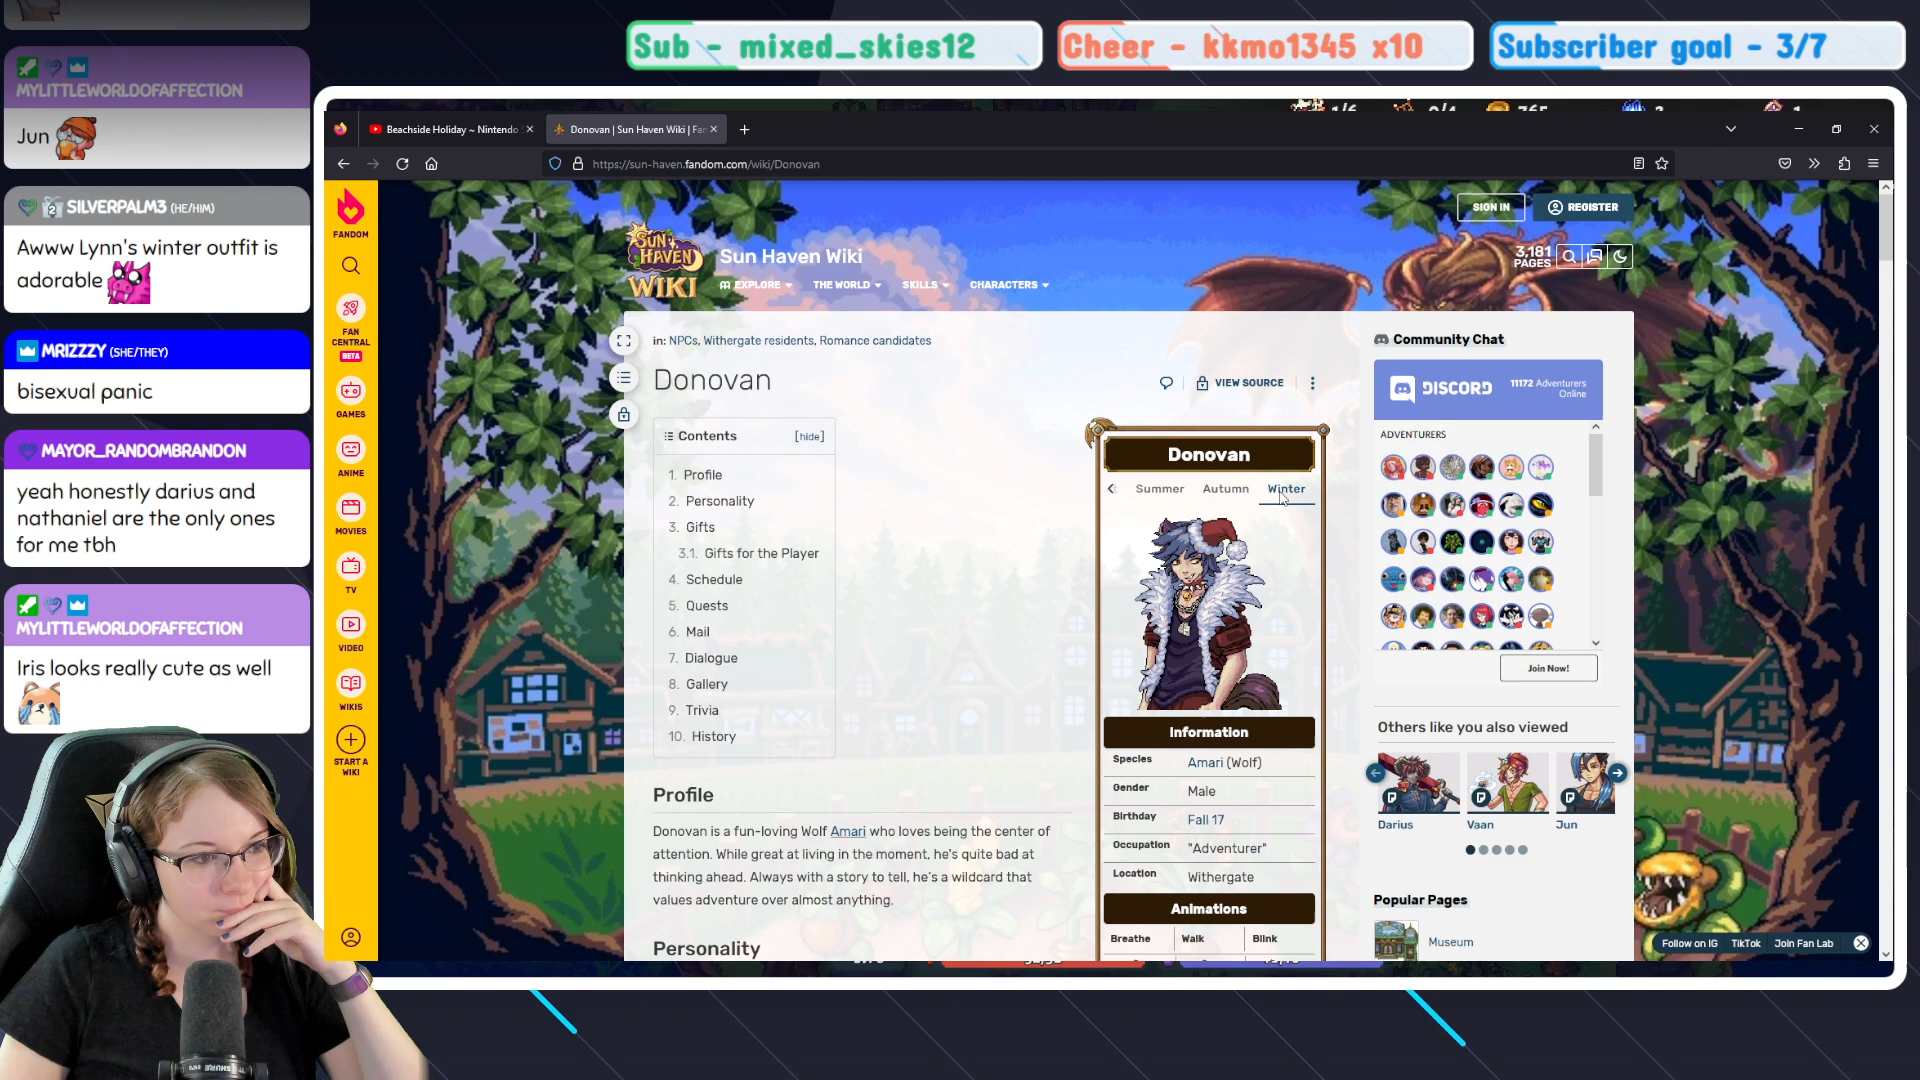 Sub - mixed_skies12
Cheer - kkmo1345 x10
Subscriber goal - 3/7
MYLITTLEWORLDOFAFFECTION
Jun
2 SILVERPALM3 (HE/HIM)
Awww Lynn's winter outfit is
adorable
MRIZZZY (SHE/THEY)
bisexual panic
MAYOR_RANDOMBRANDON
yeah honestly darius and
nathaniel are the only ones
for me tbh
MYLITTLEWORLDOFAFFECTION
Iris looks really cute as well
Beachside Holiday ~ Nintendo
Donovan | Sun Haven Wiki | Fan
https://sun-haven.fandom.com/wiki/Donovan
FANDOM
FAN
CENTRAL
BETA
GAMES
ANIME
MOVIES
TV
VIDEO
WIKIS
START A
WIKI
SIGN IN
REGISTER
SUN
HAVEN
WIKI
Sun Haven Wiki
EXPLORE
THE WORLD
SKILLS
CHARACTERS
3,181
PAGES
in: NPCs, Withergate residents, Romance candidates
Donovan
VIEW SOURCE
Contents [hide]
1. Profile
2. Personality
3. Gifts
3.1. Gifts for the Player
4. Schedule
5. Quests
6. Mail
7. Dialogue
8. Gallery
9. Trivia
10. History
Profile
Donovan is a fun-loving Wolf Amari who loves being the center of
attention. While great at living in the moment, he's quite bad at
thinking ahead. Always with a story to tell, he's a wildcard that
values adventure over almost anything.
Personality
Donovan
Summer Autumn Winter
Information
Species Amari (Wolf)
Gender Male
Birthday Fall 17
Occupation "Adventurer"
Location Withergate
Animations
Breathe Walk Blink
Community Chat
DISCORD
11172 Adventurers
Online
ADVENTURERS
Join Now!
Others like you also viewed
Darius
Vaan
Jun
Popular Pages
Museum
Follow on IG TikTok Join Fan Lab
SHURE